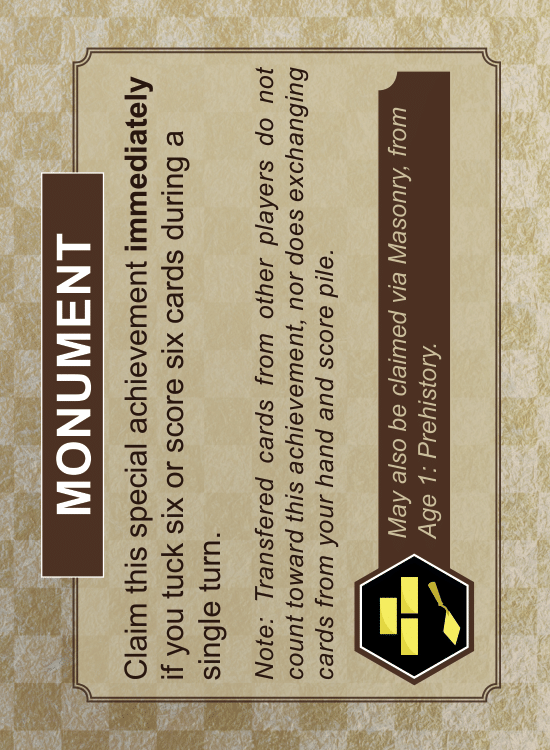 MONUMENT
Claim this special achievement immediately
if you tuck six or score six cards during a
single turn.
Note: Transfered cards from other players do not
count toward this achievement, nor does exchanging
cards from your hand and score pile.
May also be claimed via Masonry, from
Age 1: Prehistory.